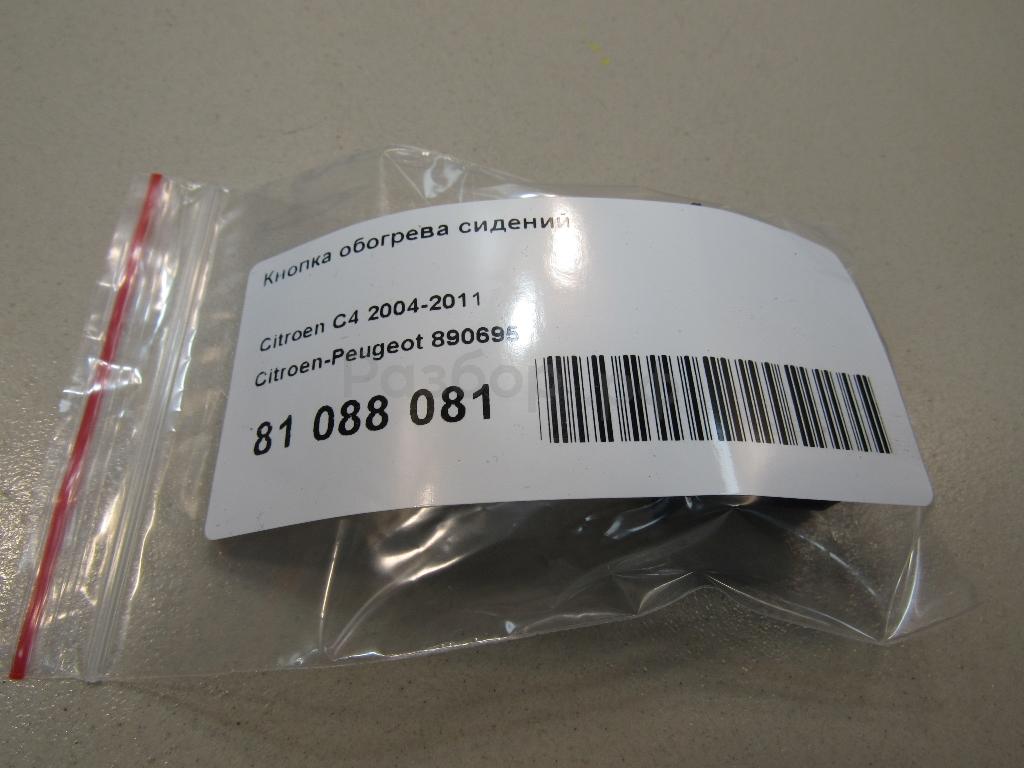 Кнопка обогрева сидений
Citroen C4 2004-2011
Citroen-Peugeot 890695
81 088 081